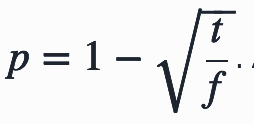 p = 1 − √(t/f).